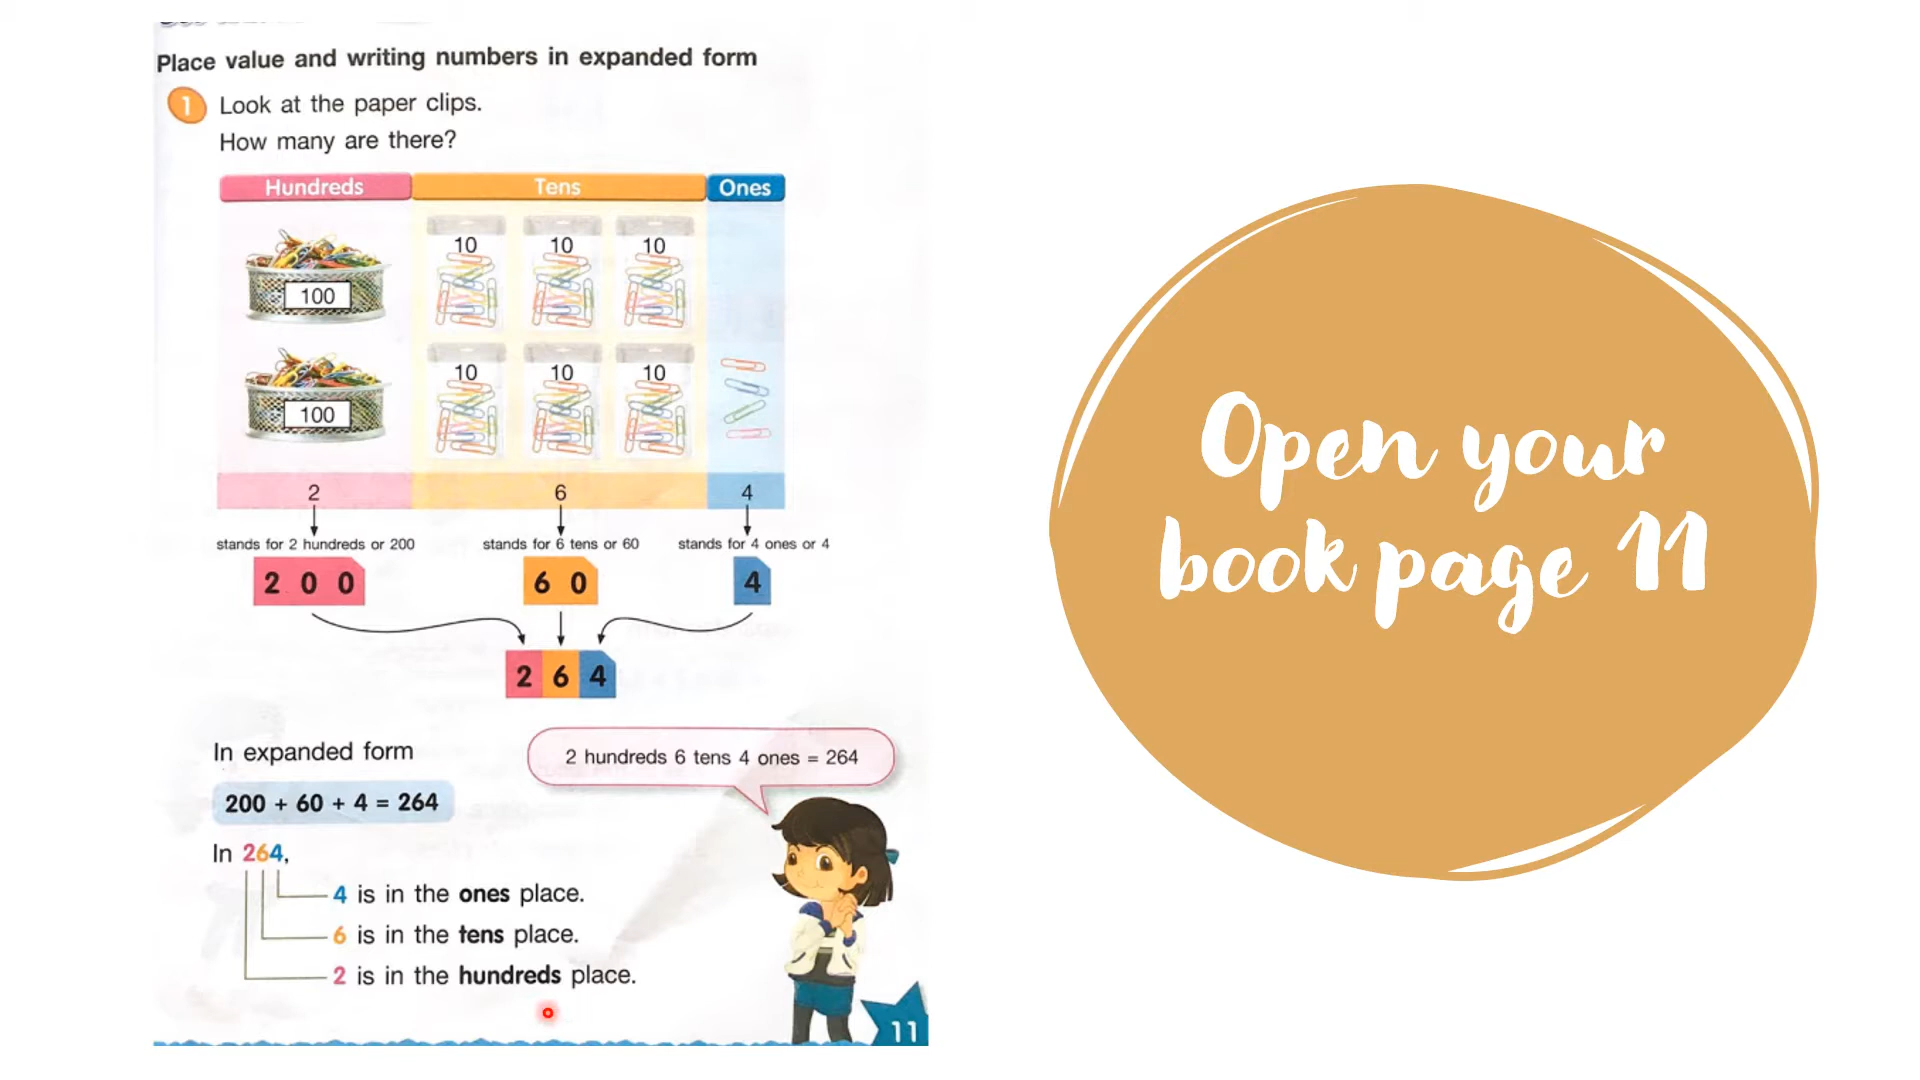 Place value and writing numbers in expanded form
1 Look at the paper clips.
How many are there?
Hundreds Tens Ones
10 10 10
100
10 10 10
100
2 6 4
stands for 2 hundreds or 200 stands for 6 tens or 60 stands for 4 ones or 4
2 0 0 6 0 4
2 6 4
In expanded form
2 hundreds 6 tens 4 ones = 264
200 + 60 + 4 = 264
In 264,
4 is in the ones place.
6 is in the tens place.
2 is in the hundreds place.
11
Open your
book page 11